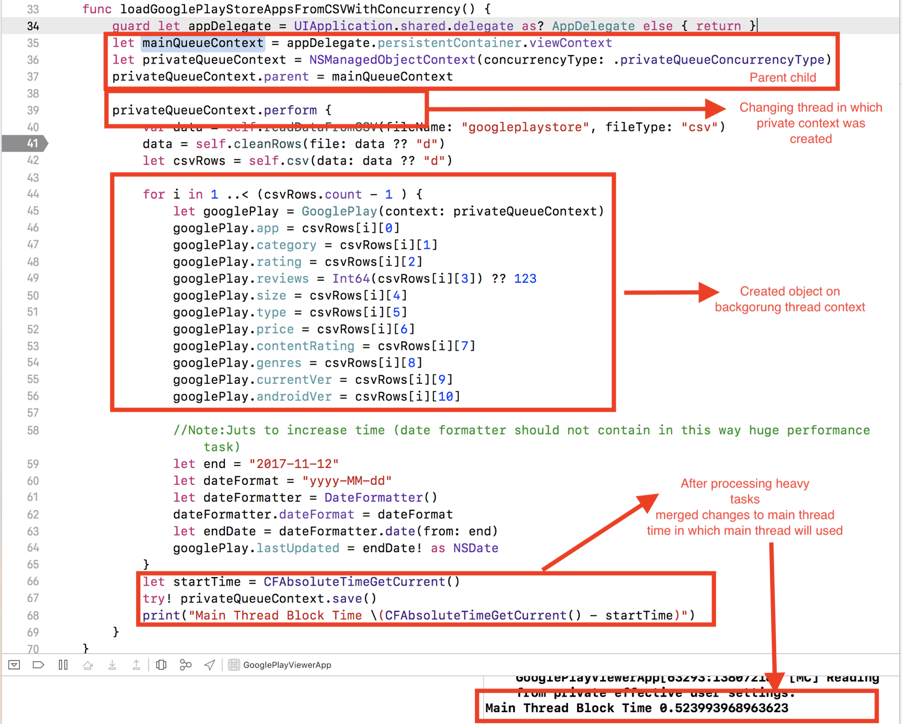 33 func loadGooglePlayStoreAppsFromCSVWithConcurrency() {
34 guard let appDelegate = UIApplication.shared.delegate as? AppDelegate else { return }
35 let mainQueueContext = appDelegate.persistentContainer.viewContext
36 let privateQueueContext = NSManagedObjectContext(concurrencyType: .privateQueueConcurrencyType)
37 privateQueueContext.parent = mainQueueContext
Parent child
38
39 privateQueueContext.perform {
Changing thread in which
private context was
created
40 var data = self.readDataFromCSV(fileName: "googleplaystore", fileType: "csv")
41 data = self.cleanRows(file: data ?? "d")
42 let csvRows = self.csv(data: data ?? "d")
43
44 for i in 1 ..< (csvRows.count - 1 ) {
45 let googlePlay = GooglePlay(context: privateQueueContext)
46 googlePlay.app = csvRows[i][0]
47 googlePlay.category = csvRows[i][1]
48 googlePlay.rating = csvRows[i][2]
49 googlePlay.reviews = Int64(csvRows[i][3]) ?? 123
50 googlePlay.size = csvRows[i][4]
51 googlePlay.type = csvRows[i][5]
52 googlePlay.price = csvRows[i][6]
53 googlePlay.contentRating = csvRows[i][7]
54 googlePlay.genres = csvRows[i][8]
55 googlePlay.currentVer = csvRows[i][9]
56 googlePlay.androidVer = csvRows[i][10]
Created object on
backgorung thread context
57
58 //Note:Juts to increase time (date formatter should not contain in this way huge performance
task)
59 let end = "2017-11-12"
60 let dateFormat = "yyyy-MM-dd"
61 let dateFormatter = DateFormatter()
62 dateFormatter.dateFormat = dateFormat
63 let endDate = dateFormatter.date(from: end)
64 googlePlay.lastUpdated = endDate! as NSDate
After processing heavy
tasks
merged changes to main thread
time in which main thread will used
65 }
66 let startTime = CFAbsoluteTimeGetCurrent()
67 try! privateQueueContext.save()
68 print("Main Thread Block Time \(CFAbsoluteTimeGetCurrent() - startTime)")
69 }
70 }
GooglePlayViewerApp
[MC] Reading
from private effective user settings.
Main Thread Block Time 0.523993968963623